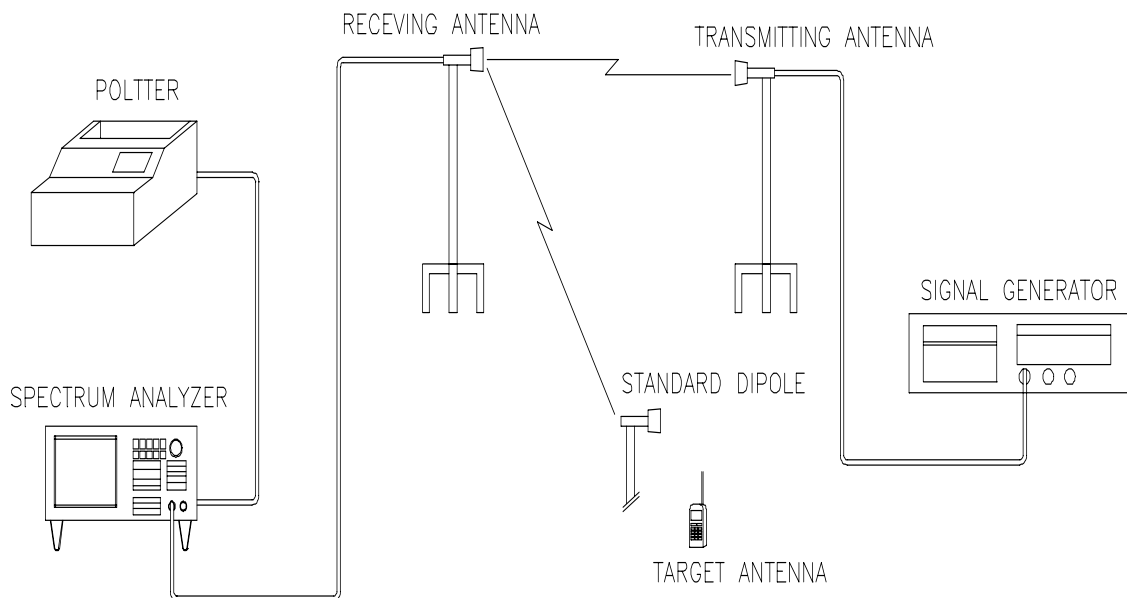 RECEVING ANTENNA
TRANSMITTING ANTENNA
POLTTER
SIGNAL GENERATOR
STANDARD DIPOLE
SPECTRUM ANALYZER
TARGET ANTENNA